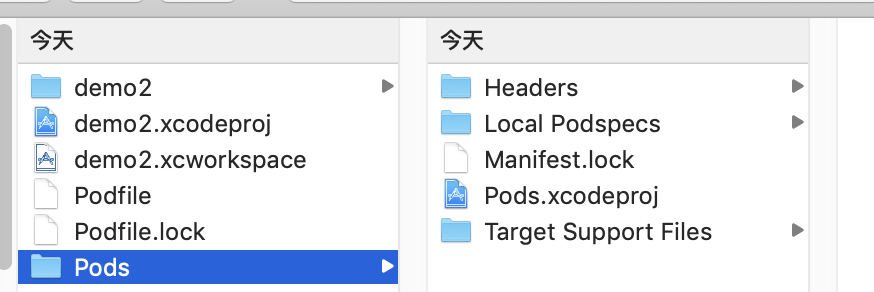 今天
demo2
demo2.xcodeproj
demo2.xcworkspace
Podfile
Podfile.lock
Pods
今天
Headers
Local Podspecs
Manifest.lock
Pods.xcodeproj
Target Support Files